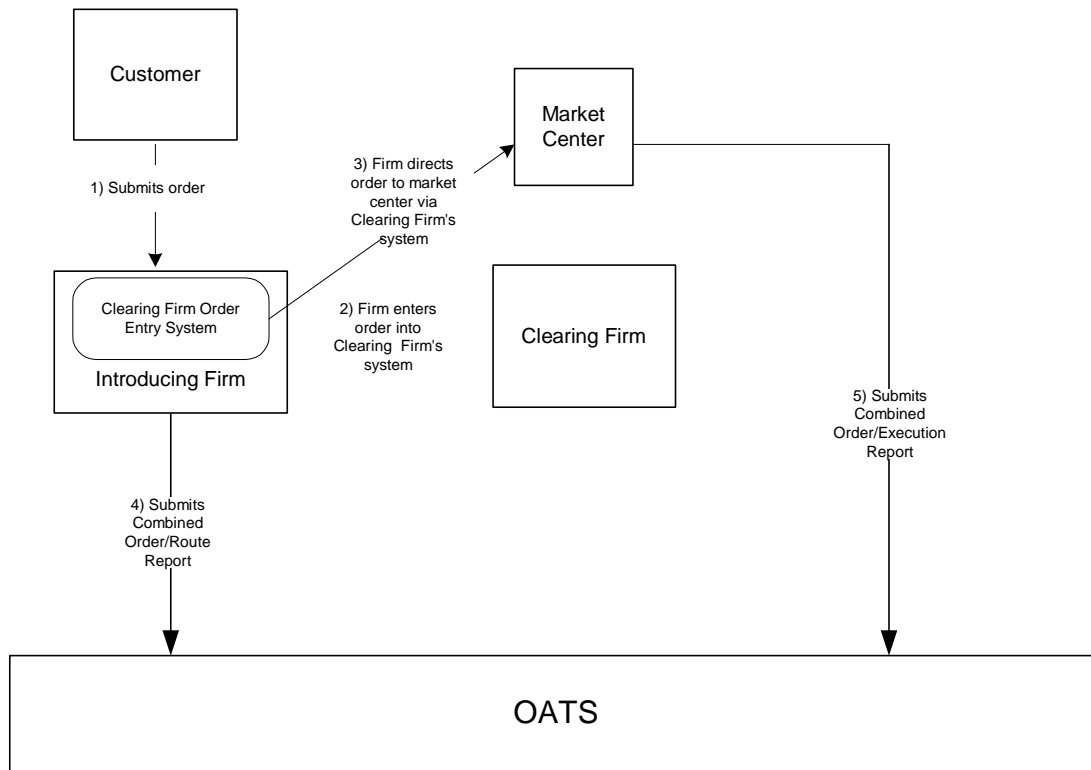 Customer
Market
Center
1) Submits order
3) Firm directs
order to market
center via
Clearing Firm's
system
Clearing Firm Order
Entry System
Introducing Firm
2) Firm enters
order into
Clearing Firm's
system
Clearing Firm
5) Submits
Combined
Order/Execution
Report
4) Submits
Combined
Order/Route
Report
OATS